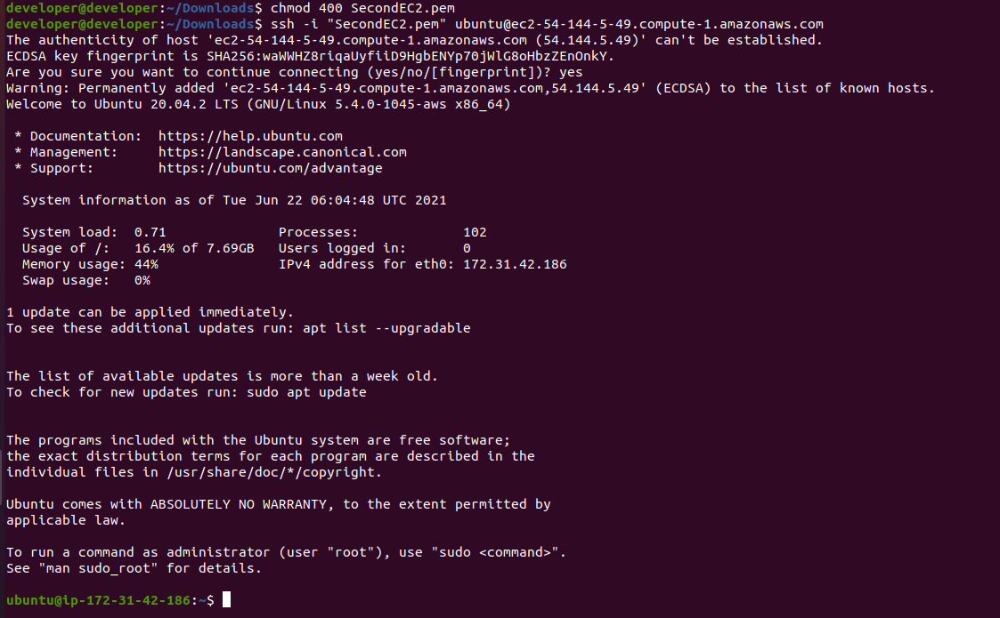 developer@developer:~/Downloads$ chmod 400 SecondEC2.pem
developer@developer:~/Downloads$ ssh -i "SecondEC2.pem" ubuntu@ec2-54-144-5-49.compute-1.amazonaws.com
The authenticity of host 'ec2-54-144-5-49.compute-1.amazonaws.com (54.144.5.49)' can't be established.
ECDSA key fingerprint is SHA256:waWWHZ8riqaUyfiiD9HgbENYp70jWlG8oHbzZEnOnkY.
Are you sure you want to continue connecting (yes/no/[fingerprint])? yes
Warning: Permanently added 'ec2-54-144-5-49.compute-1.amazonaws.com,54.144.5.49' (ECDSA) to the list of known hosts.
Welcome to Ubuntu 20.04.2 LTS (GNU/Linux 5.4.0-1045-aws x86_64)
* Documentation:  https://help.ubuntu.com
* Management:     https://landscape.canonical.com
* Support:        https://ubuntu.com/advantage
System information as of Tue Jun 22 06:04:48 UTC 2021
System load:  0.71               Processes:             102
Usage of /:   16.4% of 7.69GB   Users logged in:       0
Memory usage: 44%               IPv4 address for eth0: 172.31.42.186
Swap usage:   0%
1 update can be applied immediately.
To see these additional updates run: apt list --upgradable
The list of available updates is more than a week old.
To check for new updates run: sudo apt update
The programs included with the Ubuntu system are free software;
the exact distribution terms for each program are described in the
individual files in /usr/share/doc/*/copyright.
Ubuntu comes with ABSOLUTELY NO WARRANTY, to the extent permitted by
applicable law.
To run a command as administrator (user "root"), use "sudo <command>".
See "man sudo_root" for details.
ubuntu@ip-172-31-42-186:~$